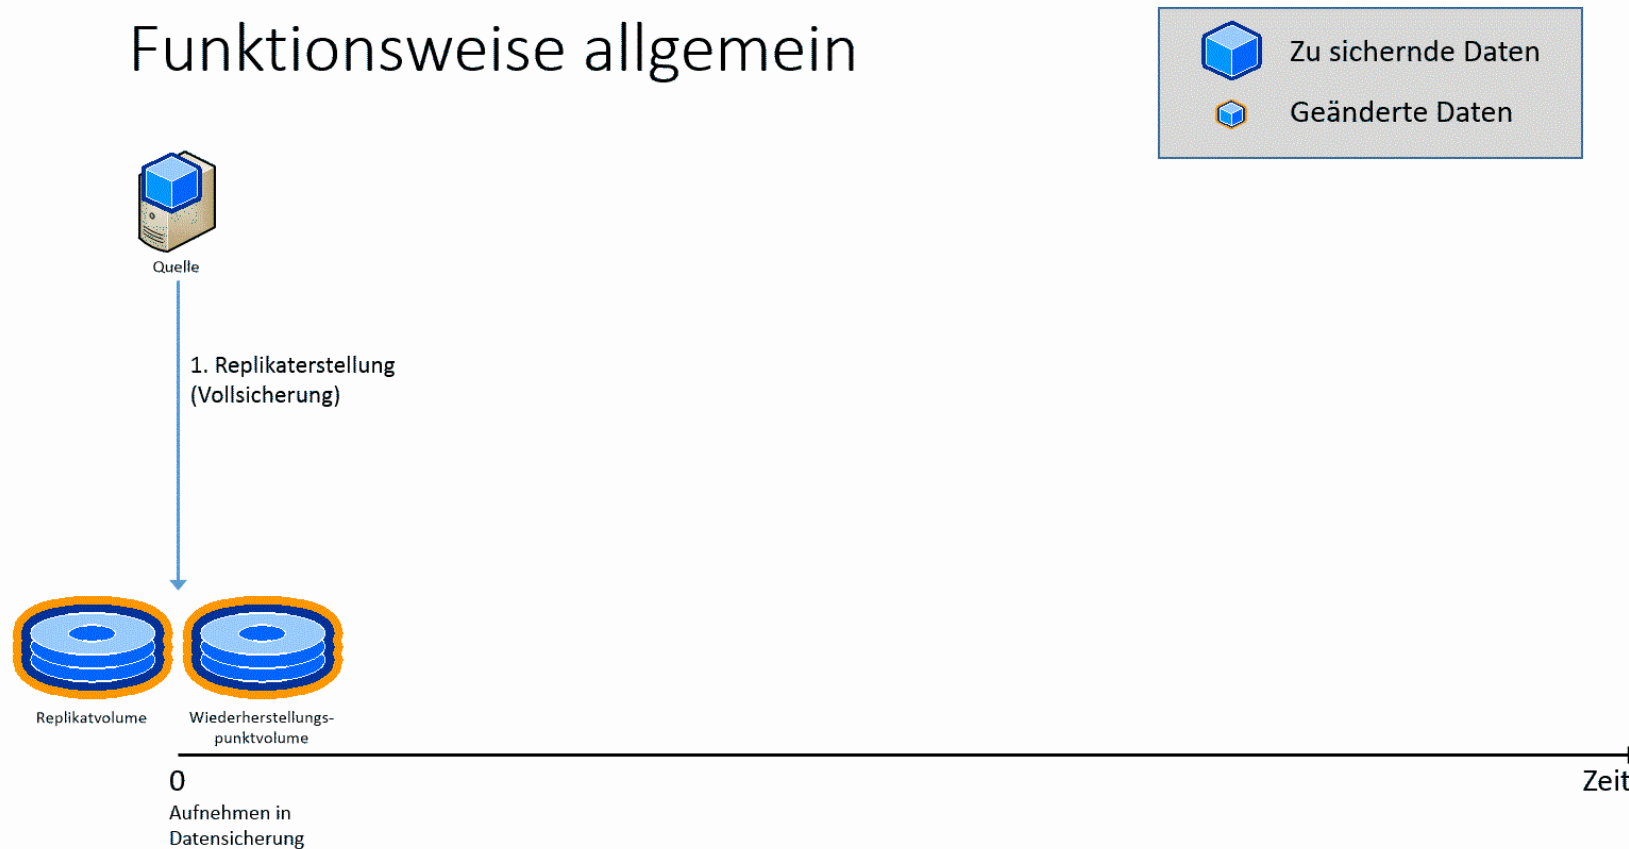 Funktionsweise allgemein
Zu sichernde Daten
Geänderte Daten
Quelle
1. Replikaterstellung
(Vollsicherung)
Replikatvolume
Wiederherstellungs-
punktvolume
0
Zeit
Aufnehmen in
Datensicherung